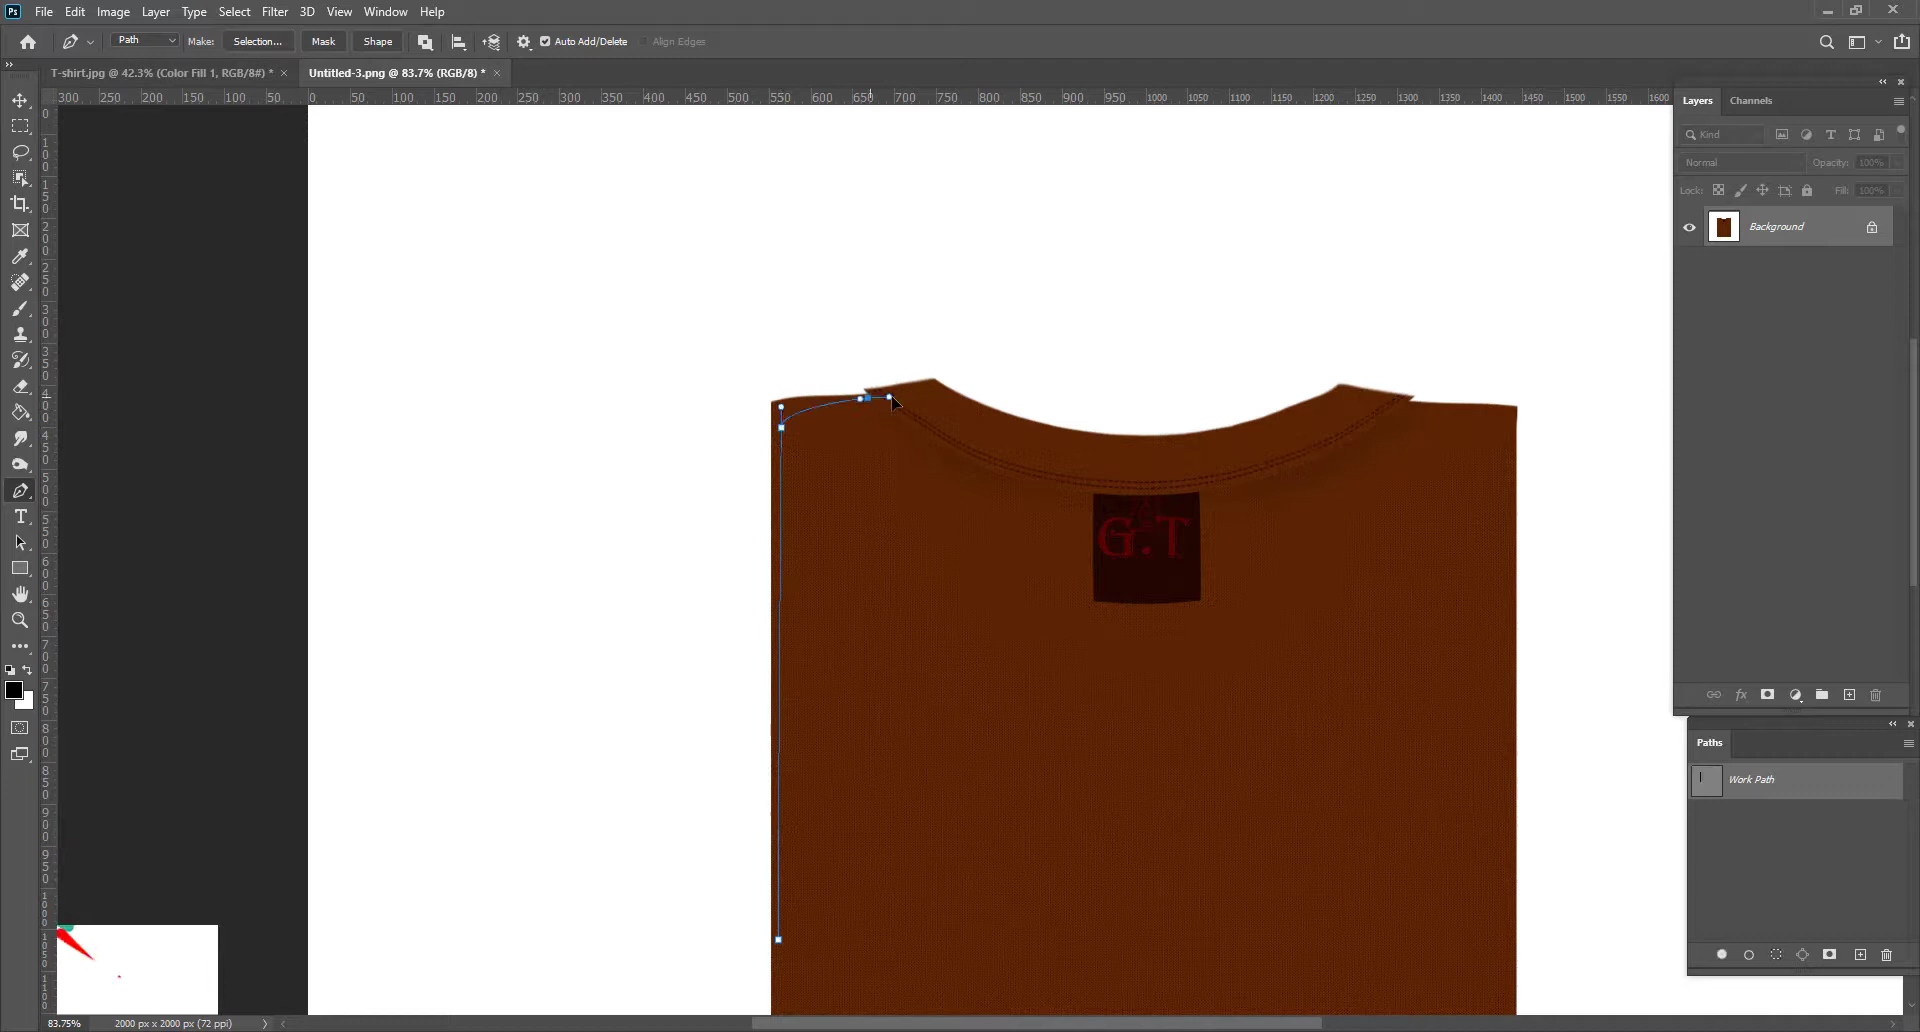 Ps File Edit Image Layer Type Select Filter 3D View Window Help
Path Make: Selection... Mask Shape Auto Add/Delete Align Edges
T-shirt.jpg @ 42.3% (Color Fill 1, RGB/8#) * × Untitled-3.png @ 83.7% (RGB/8) * ×
300 250 200 150 100 50 0 50 100 150 200 250 300 350 400 450 500 550 600 650 700 750 800 850 900 950 1000 1050 1100 1150 1200 1250 1300 1350 1400 1450 1500 1550 1600
Layers Channels
Kind
Normal Opacity: 100%
Lock: Fill: 100%
Background
G.T
Paths
Work Path
83.75% 2000 px x 2000 px (72 ppi)